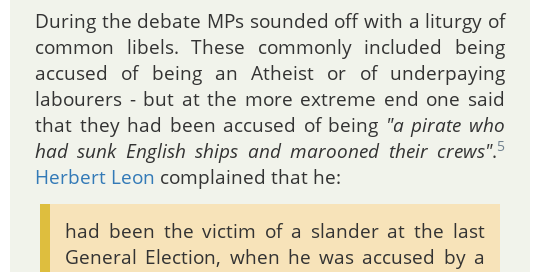 During the debate MPs sounded off with a liturgy of
common libels. These commonly included being
accused of being an Atheist or of underpaying
labourers - but at the more extreme end one said
that they had been accused of being "a pirate who
had sunk English ships and marooned their crews".5
Herbert Leon complained that he:
had been the victim of a slander at the last
General Election, when he was accused by a